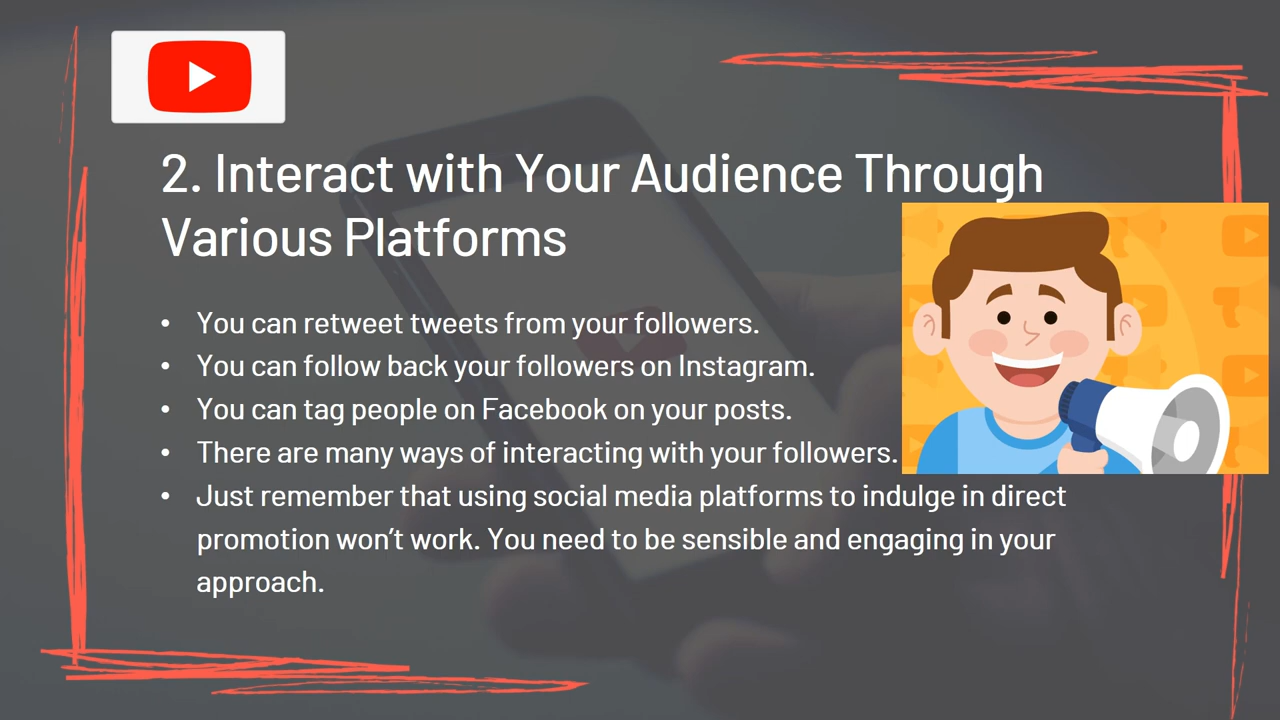 2. Interact with Your Audience Through
Various Platforms
• You can retweet tweets from your followers.
• You can follow back your followers on Instagram.
• You can tag people on Facebook on your posts.
• There are many ways of interacting with your followers.
• Just remember that using social media platforms to indulge in direct
promotion won’t work. You need to be sensible and engaging in your
approach.